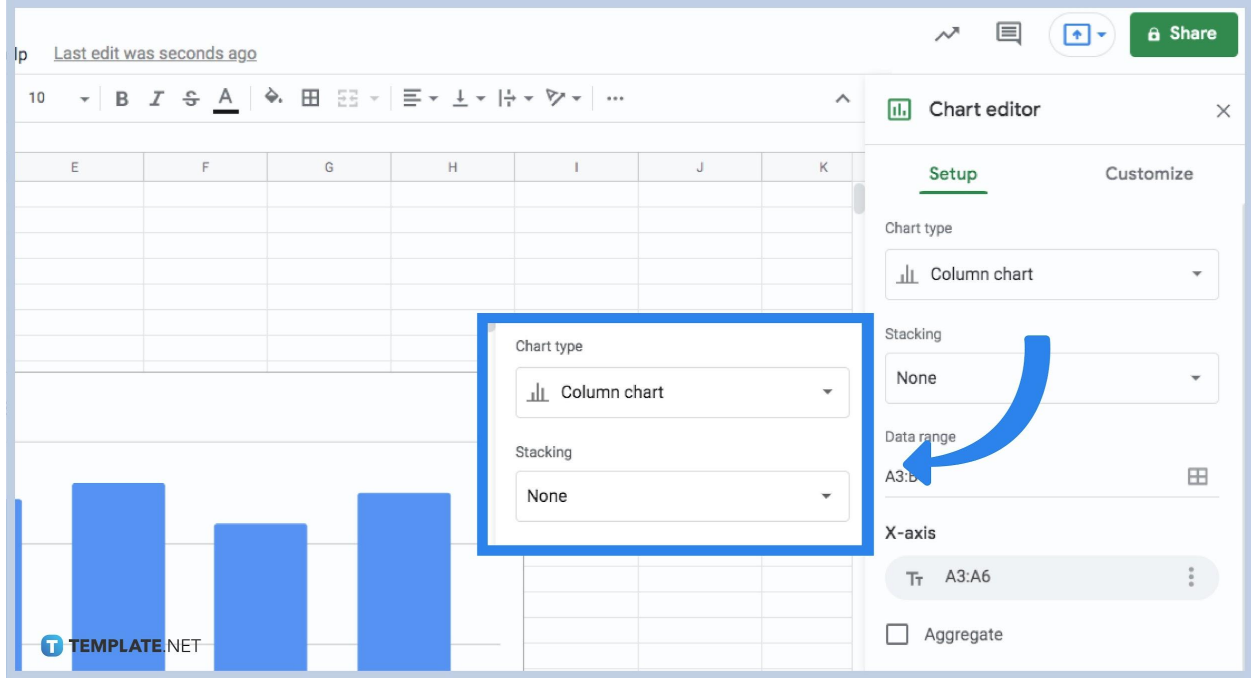 lp Last edit was seconds ago
Share
10 B I S A
Chart editor
E F G H I J K
Setup Customize
Chart type
Column chart
Stacking
None
Data range
X-axis
A3:A6
Aggregate
Chart type
Column chart
Stacking
None
T TEMPLATE.NET